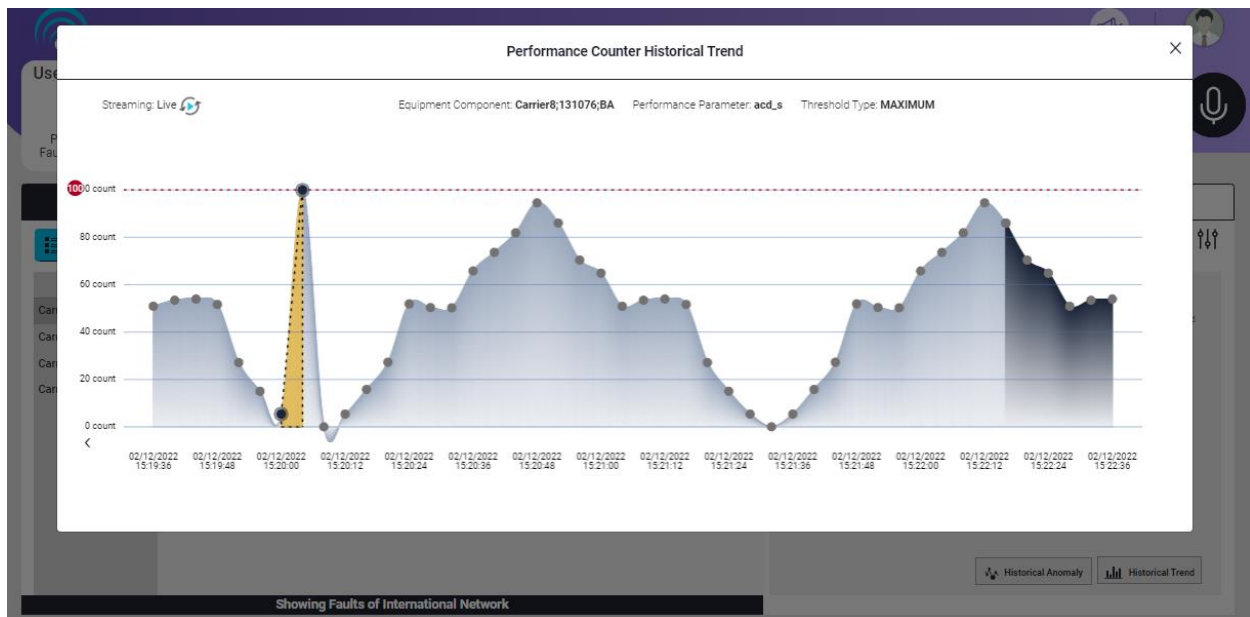 Performance Counter Historical Trend
Use
Streaming: Live
Equipment Component: Carrier8;131076;BA Performance Parameter: acd_s Threshold Type: MAXIMUM
P
Fau
1000 count
80 count
60 count
40 count
20 count
0 count
Carr
Carr
Carr
Carr
02/12/2022 02/12/2022 02/12/2022 02/12/2022 02/12/2022 02/12/2022 02/12/2022 02/12/2022 02/12/2022 02/12/2022 02/12/2022 02/12/2022 02/12/2022 02/12/2022 02/12/2022 02/12/2022
15:19:36 15:19:48 15:20:00 15:20:12 15:20:24 15:20:36 15:20:48 15:21:00 15:21:12 15:21:24 15:21:36 15:21:48 15:22:00 15:22:12 15:22:24 15:22:36
Historical Anomaly
Historical Trend
Showing Faults of International Network